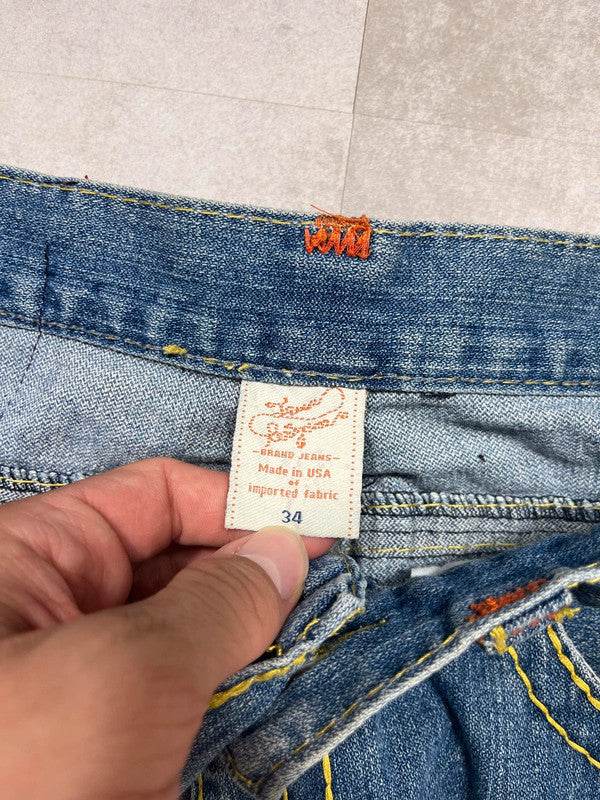 -BRAND JEANS-
Made in USA
of
imported fabric
34